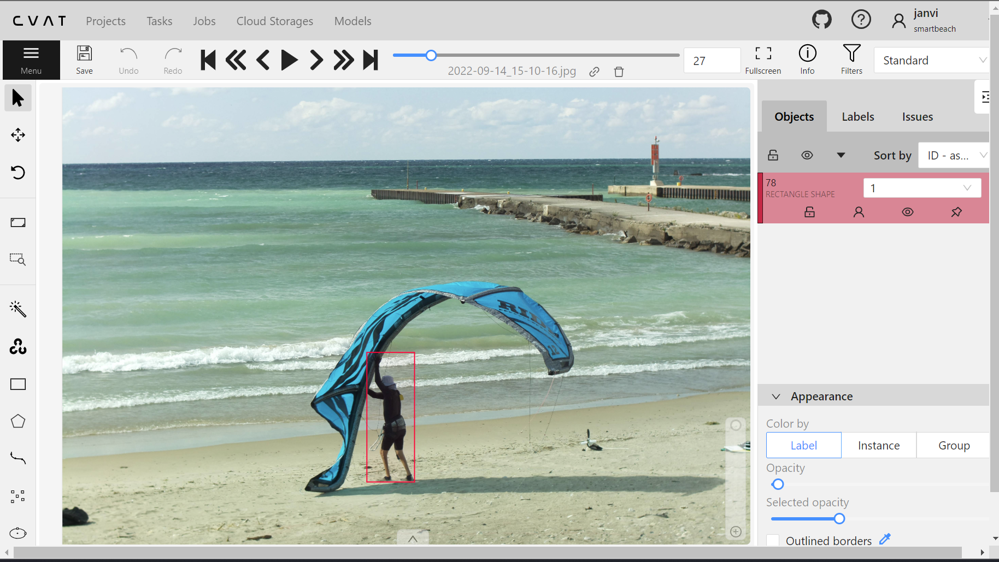 CVAT
Projects
Tasks
Jobs
Cloud Storages
Models
janvi
smartbeach
Menu
Save
Undo
Redo
2022-09-14_15-10-16.jpg
27
Fullscreen
Info
Filters
Standard
Objects
Labels
Issues
Sort by
ID - as...
78
RECTANGLE SHAPE
1
Appearance
Color by
Label
Instance
Group
Opacity
Selected opacity
Outlined borders